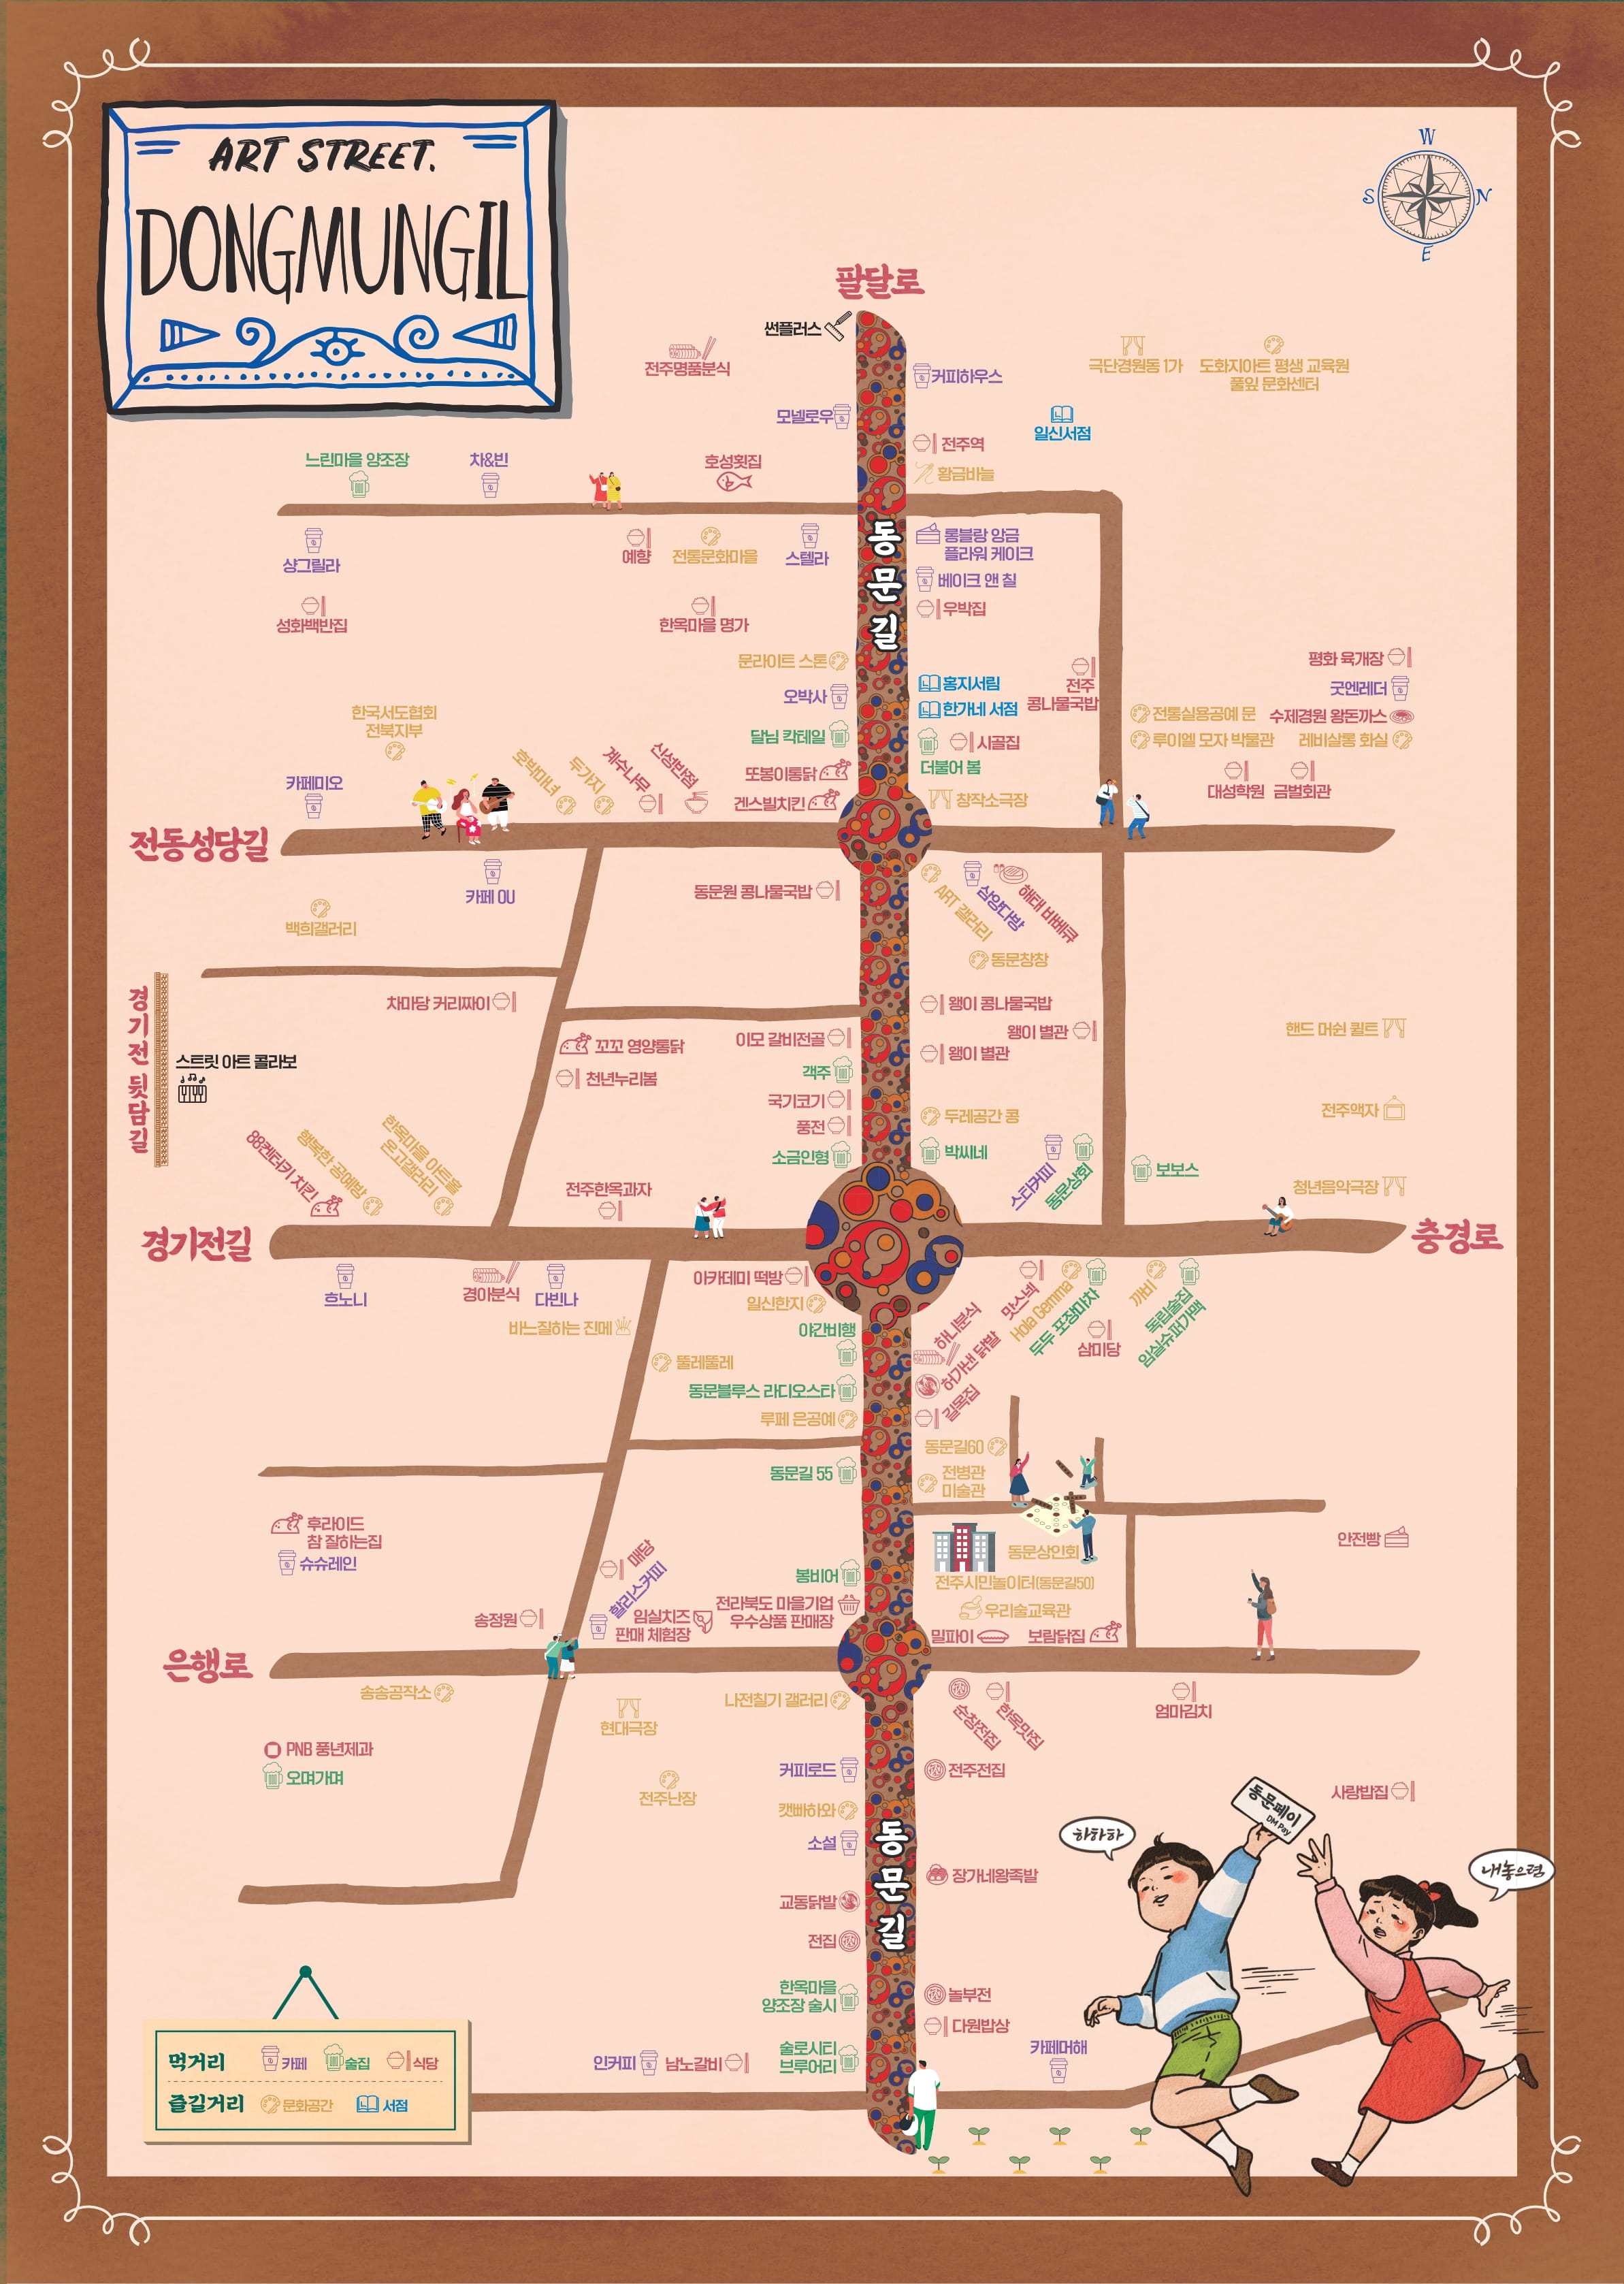 ART STREET.
DONGMUNGIL
W
S
N
E
팔달로
썬플러스
전주명품분식
커피하우스
극단경원동 1가
도화지아트 평생 교육원
풀잎 문화센터
모넬로우
일신서점
전주역
황금바늘
느린마을 양조장
차&빈
호성횟집
동문길
샹그릴라
예향
전통문화마을
스텔라
롱블랑 앙금
플라워 케이크
베이크 앤 칠
우박집
성화백반집
한옥마을 명가
문라이트 스톤
오박사
달님 칵테일
또봉이통닭
겐스빌치킨
홍지서림
한가네 서점
전주
콩나물국밥
시골집
더불어 봄
창작소극장
평화 육개장
굿엔레더
전통실용공예 문
수제경원 왕돈까스
루이엘 모자 박물관
레비살롱 화실
대성학원
금벌회관
한국서도협회
전북지부
카페미오
호박마녀
두가지
계수나무
신성반점
전동성당길
카페 0U
백희갤러리
동문원 콩나물국밥
ART 갤러리
삼양다방
해태 바베큐
동문창창
경기전 뒷담길
스트릿 아트 콜라보
차마당 커리짜이
꼬꼬 영양통닭
천년누리봄
이모 갈비전골
객주
국기코기
풍전
소금인형
왱이 콩나물국밥
왱이 별관
왱이 별관
두레공간 콩
박씨네
스타커피
동문상회
보보스
핸드 머쉰 퀼트
전주액자
청년음악극장
88켄터키 치킨
행복한 공예방
한옥마을 아트홀
온고갤러리
전주한옥과자
경기전길
충경로
흐노니
경아분식
다빈나
바느질하는 진메
아카데미 떡방
일신한지
야간비행
뚤레뚤레
동문블루스 라디오스타
루페 은공예
동문길 55
하나분식
허가낸 닭발
길목집
맛스넥
Hola Gemma
두두 포장마차
삼미당
까비
독립술집
임실슈퍼가맥
동문길60
전병관
미술관
동문상인회
전주시민놀이터(동문길50)
우리술교육관
밀파이
보람닭집
안전빵
후라이드
참 잘하는집
슈슈레인
송정원
매당
할리스커피
임실치즈
판매 체험장
봉비어
전라북도 마을기업
우수상품 판매장
은행로
송송공작소
현대극장
나전칠기 갤러리
순창전집
한옥맛집
엄마김치
PNB 풍년제과
오며가며
전주난장
커피로드
캣빠하와
소설
전주전집
동문길
장가네왕족발
교동닭발
전집
한옥마을
양조장 술시
놀부전
다원밥상
술로시티
브루어리
인커피
남노갈비
카페머해
사랑밥집
동문페이
DM Pay
하하하
내놓으렴
먹거리
카페
술집
식당
즐길거리
문화공간
서점